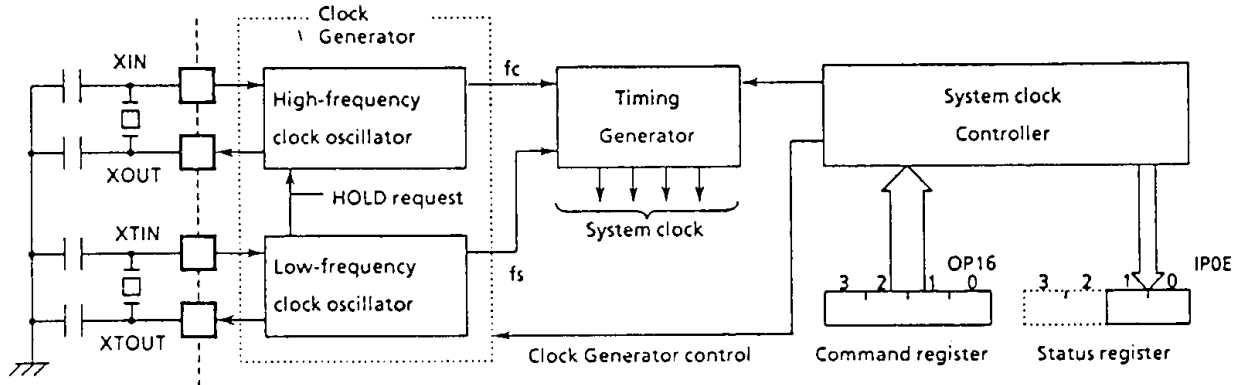 Clock
Generator
XIN
XOUT
XTIN
XTOUT
High-frequency
clock oscillator
HOLD request
Low-frequency
clock oscillator
fc
fs
Timing
Generator
System clock
System clock
Controller
Clock Generator control
OP16
3 2 1 0
Command register
IP0E
3 2 1 0
Status register